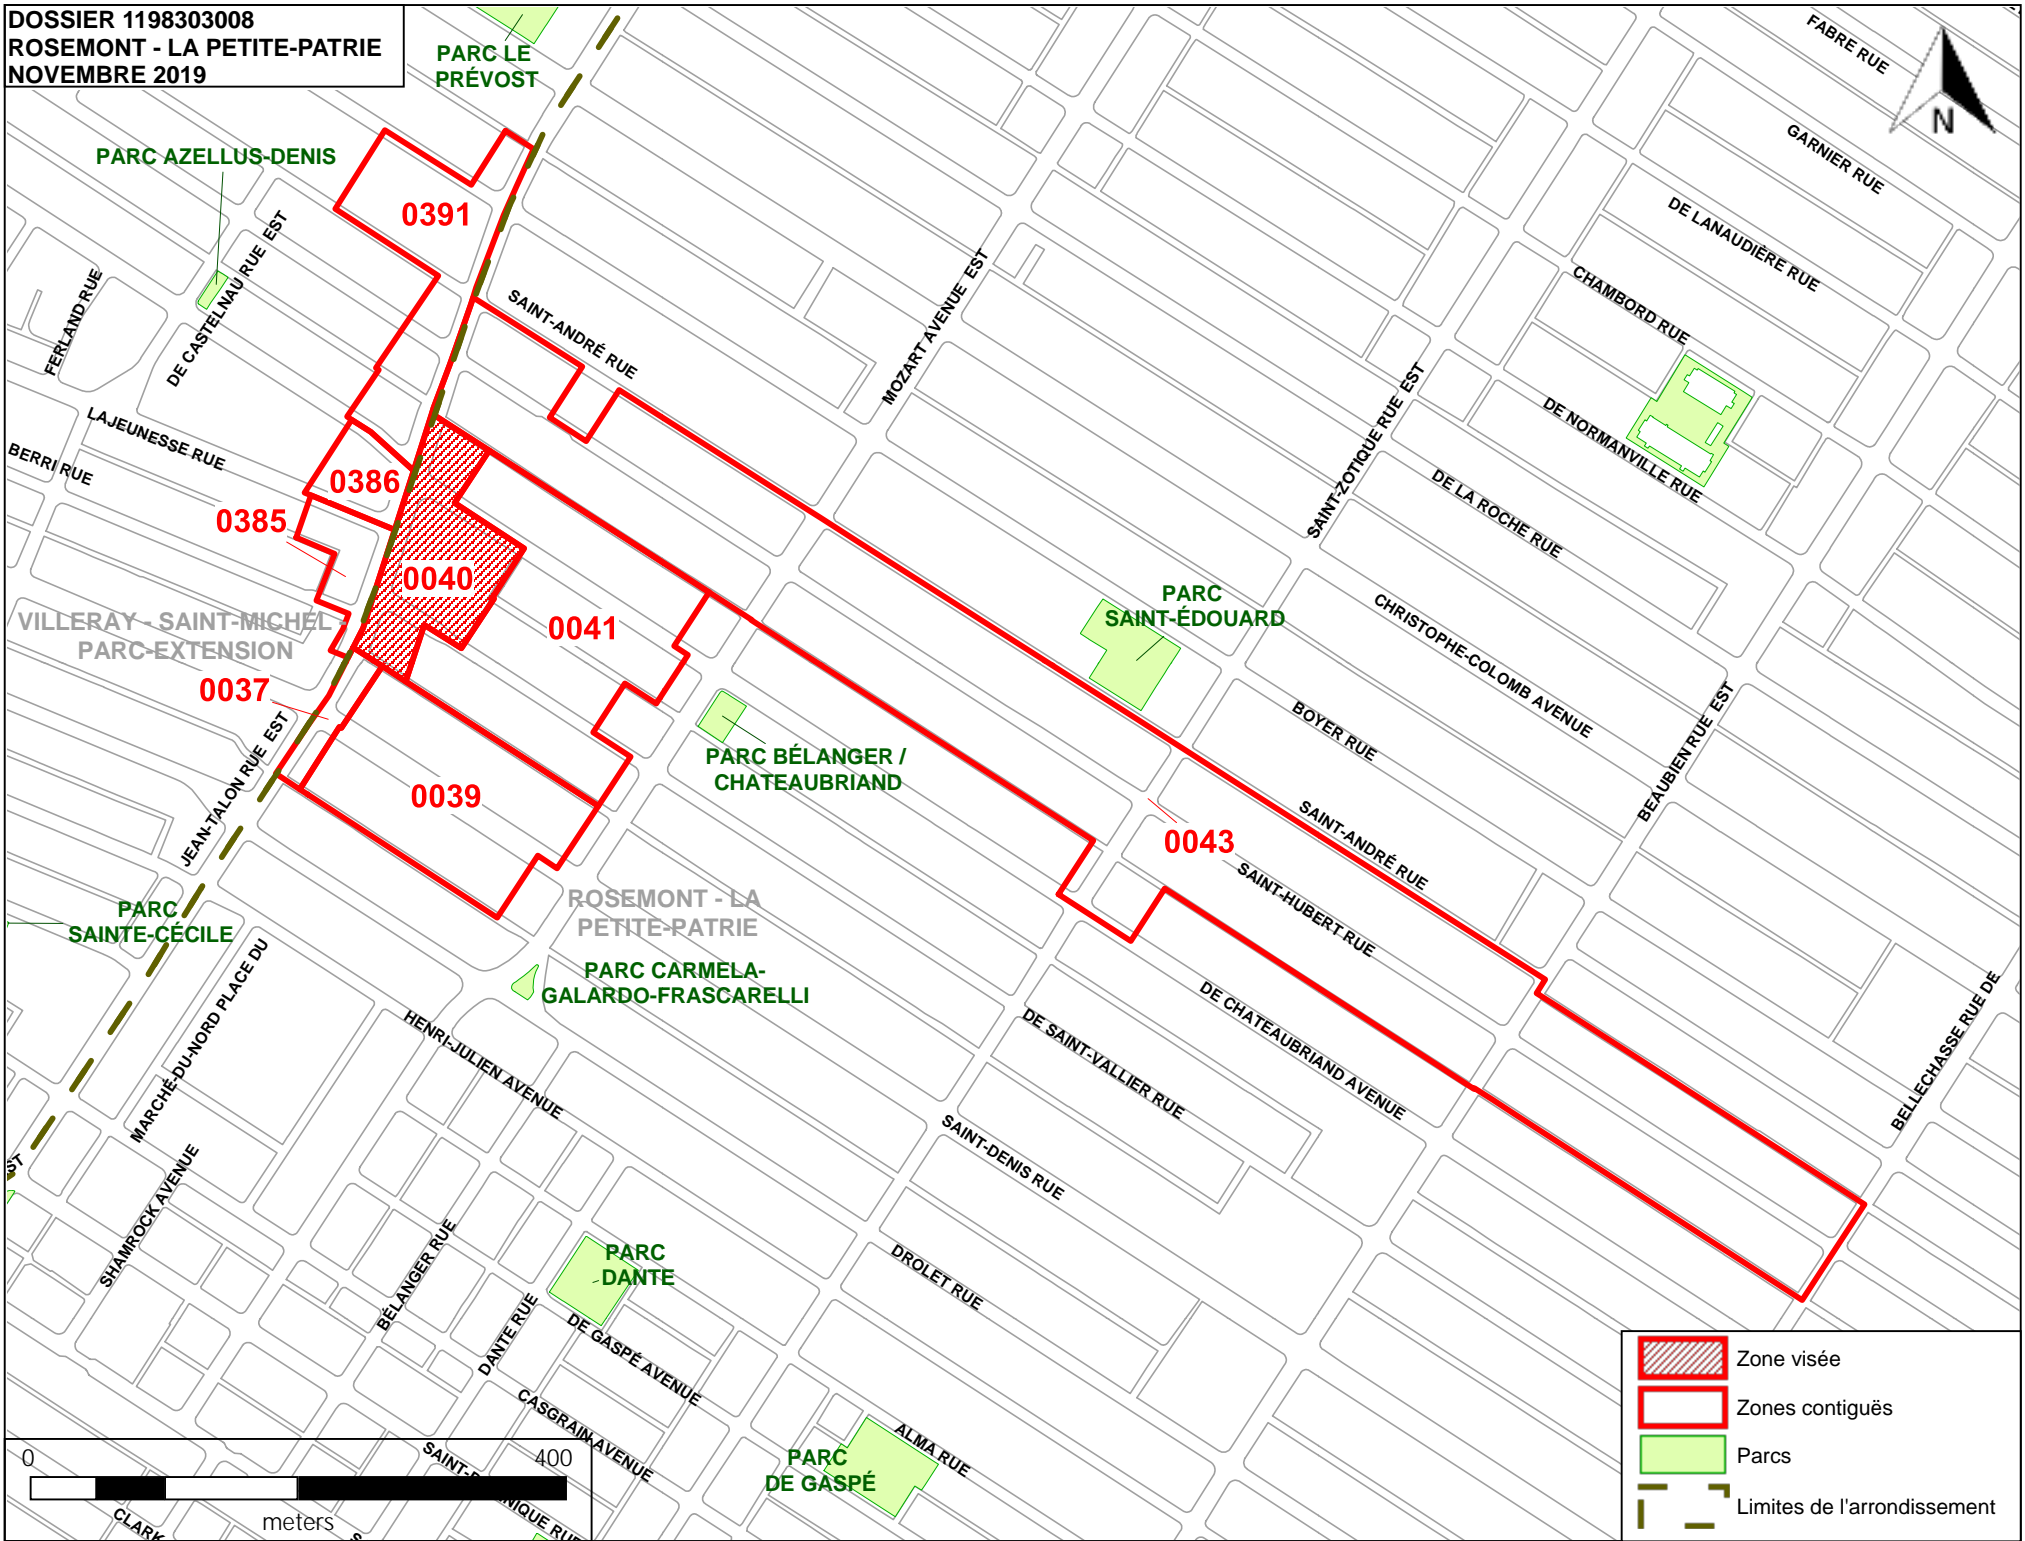 DOSSIER 1198303008
ROSEMONT - LA PETITE-PATRIE
NOVEMBRE 2019
PARC LE
PRÉVOST
FABRE RUE
N
GARNIER RUE
PARC AZELLUS-DENIS
0391
DE LANAUDIÈRE RUE
DE CASTELNAU RUE EST
FERLAND RUE
MOZART AVENUE EST
CHAMBORD RUE
SAINT-ANDRÉ RUE
SAINT-ZOTIQUE RUE EST
DE NORMANVILLE RUE
LAJEUNESSE RUE
BERRI RUE
0386
DE LA ROCHE RUE
0385
0040
PARC
SAINT-ÉDOUARD
CHRISTOPHE-COLOMB AVENUE
0041
VILLERAY - SAINT-MICHEL -
PARC-EXTENSION
0037
BOYER RUE
BEAUBIEN RUE EST
JEAN-TALON RUE EST
PARC BÉLANGER /
CHATEAUBRIAND
0039
0043
SAINT-ANDRÉ RUE
SAINT-HUBERT RUE
ROSEMONT - LA
PETITE-PATRIE
PARC
SAINTE-CÉCILE
PARC CARMELA-
GALARDO-FRASCARELLI
MARCHÉ-DU-NORD PLACE DU
HENRI-JULIEN AVENUE
DE CHATEAUBRIAND AVENUE
DE SAINT-VALLIER RUE
BELLECHASSE RUE DE
SAINT-DENIS RUE
ST
SHAMROCK AVENUE
BÉLANGER RUE
PARC
DANTE
DROLET RUE
DANTE RUE
DE GASPÉ AVENUE
CASGRAIN AVENUE
ALMA RUE
PARC
DE GASPÉ
CLARK
0
400
meters
Zone visée
Zones contiguës
Parcs
Limites de l'arrondissement